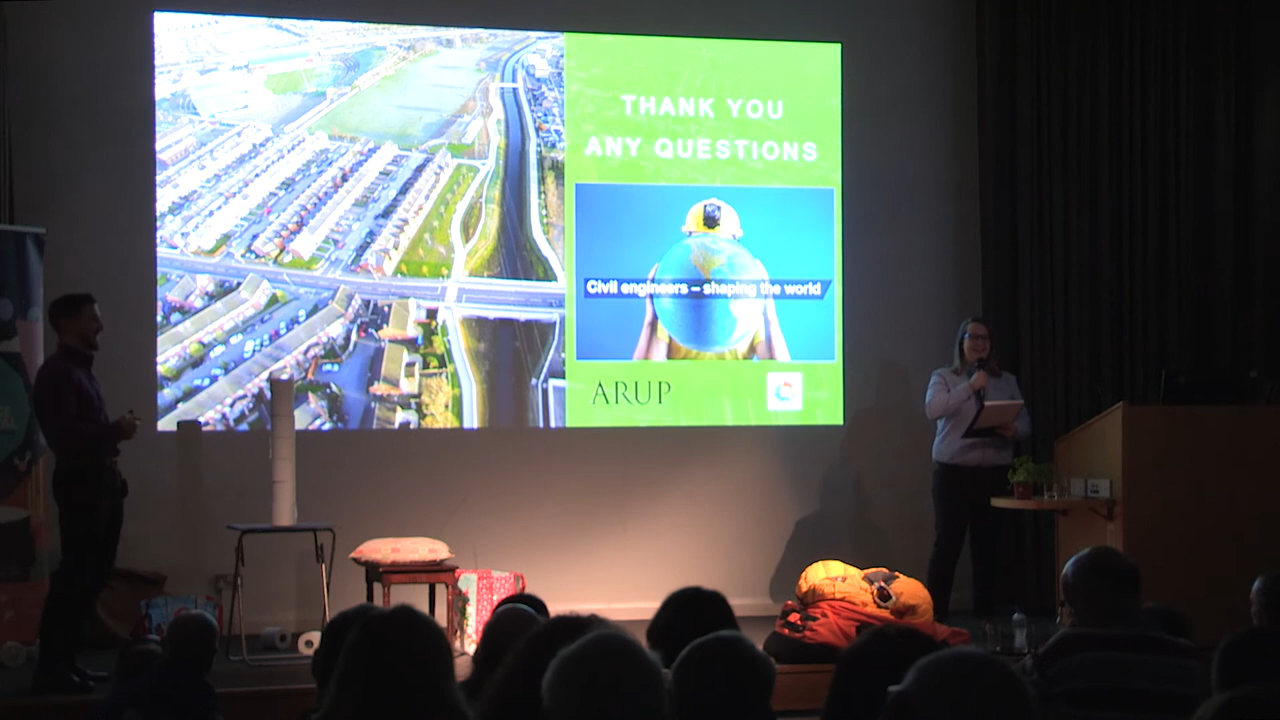 THANK YOU
ANY QUESTIONS
Civil engineers – shaping the world
ARUP